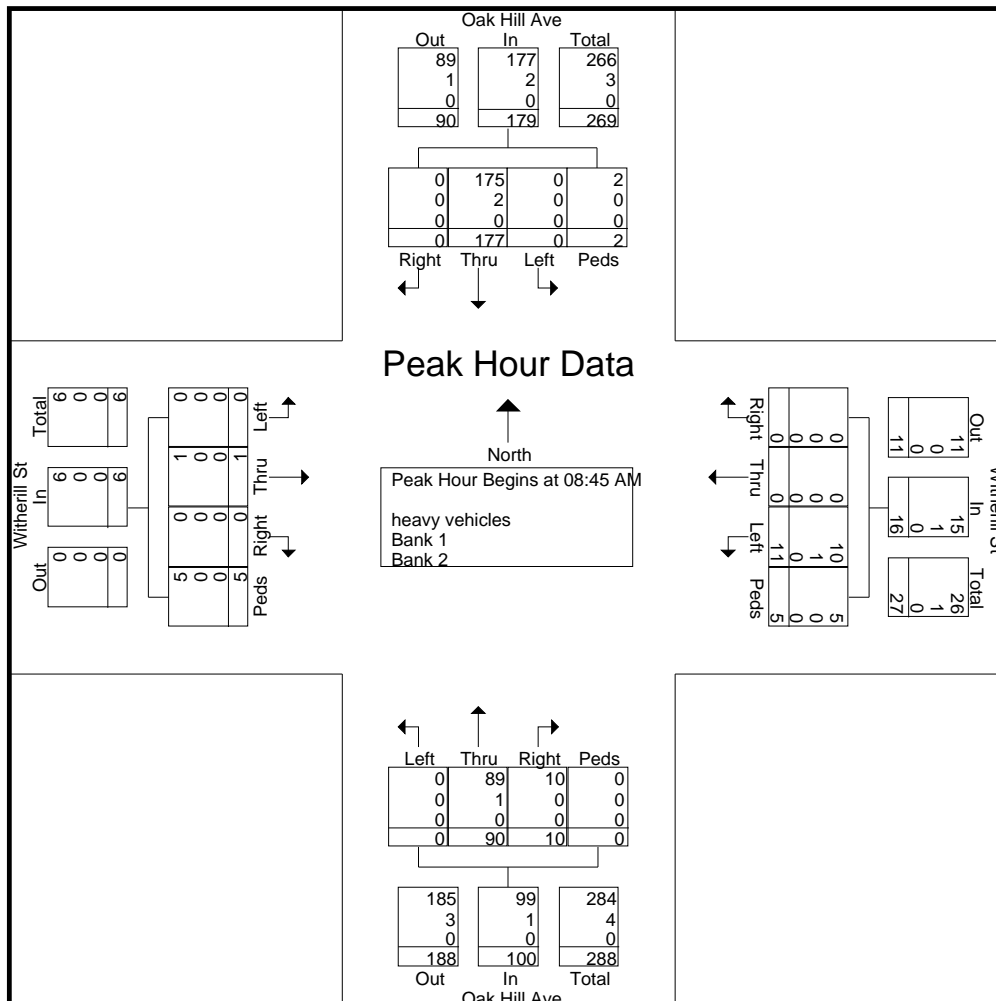 Oak Hill Ave
Out In Total
89 177 266
1 2 3
0 0 0
90 179 269
0 175 0 2
0 2 0 0
0 0 0 0
0 177 0 2
Right Thru Left Peds
Peak Hour Data
North
Peak Hour Begins at 08:45 AM
heavy vehicles
Bank 1
Bank 2
Witherill St
Total In Out
6 0 0 6
6 0 0 6
0 0 0 0
Left Thru Right Peds
0 0 0 0
1 0 0 1
0 0 0 0
5 0 0 5
Witherill St
Out In Total
11 0 0 11
15 1 0 16
26 1 0 27
Right Thru Left Peds
0 0 0 0
0 0 0 0
10 1 0 11
5 0 0 5
Left Thru Right Peds
0 89 10 0
0 1 0 0
0 0 0 0
0 90 10 0
185 99 284
3 1 4
0 0 0
188 100 288
Out In Total
Oak Hill Ave